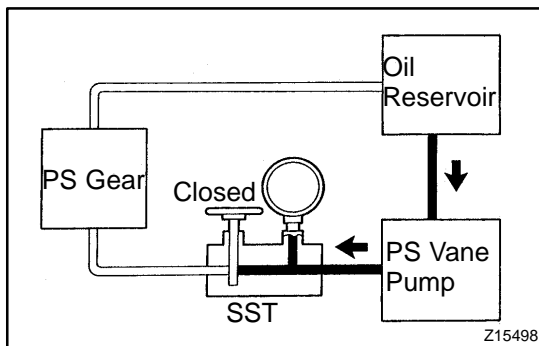 Oil
Reservoir
PS Gear
Closed
PS Vane
Pump
SST
Z15498